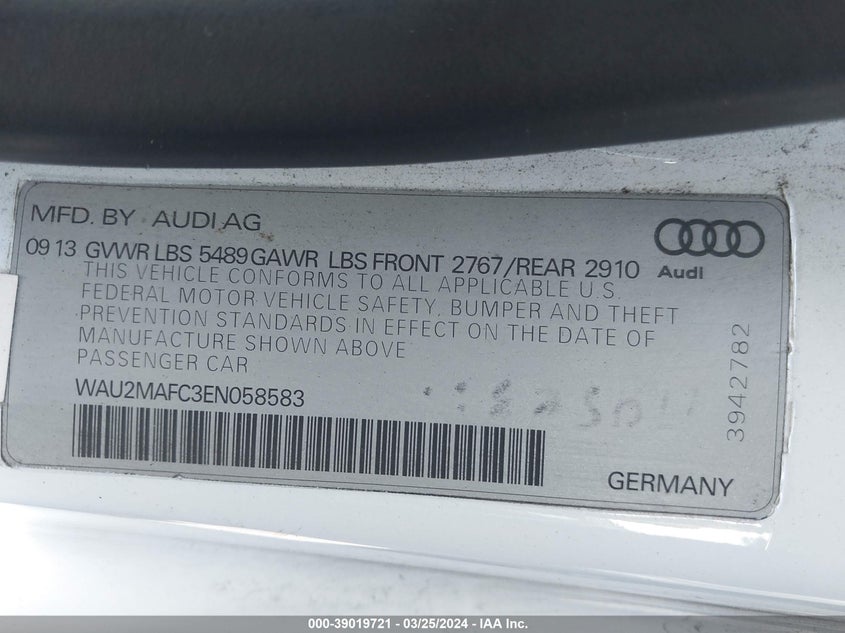 MFD. BY AUDI AG
09 13 GVWR LBS 5489 GAWR LBS FRONT 2767/REAR 2910
Audi
THIS VEHICLE CONFORMS TO ALL APPLICABLE U.S.
FEDERAL MOTOR VEHICLE SAFETY, BUMPER AND THEFT
PREVENTION STANDARDS IN EFFECT ON THE DATE OF
MANUFACTURE SHOWN ABOVE
PASSENGER CAR
WAU2MAFC3EN058583
3942782
GERMANY
000-39019721 - 03/25/2024 - IAA Inc.